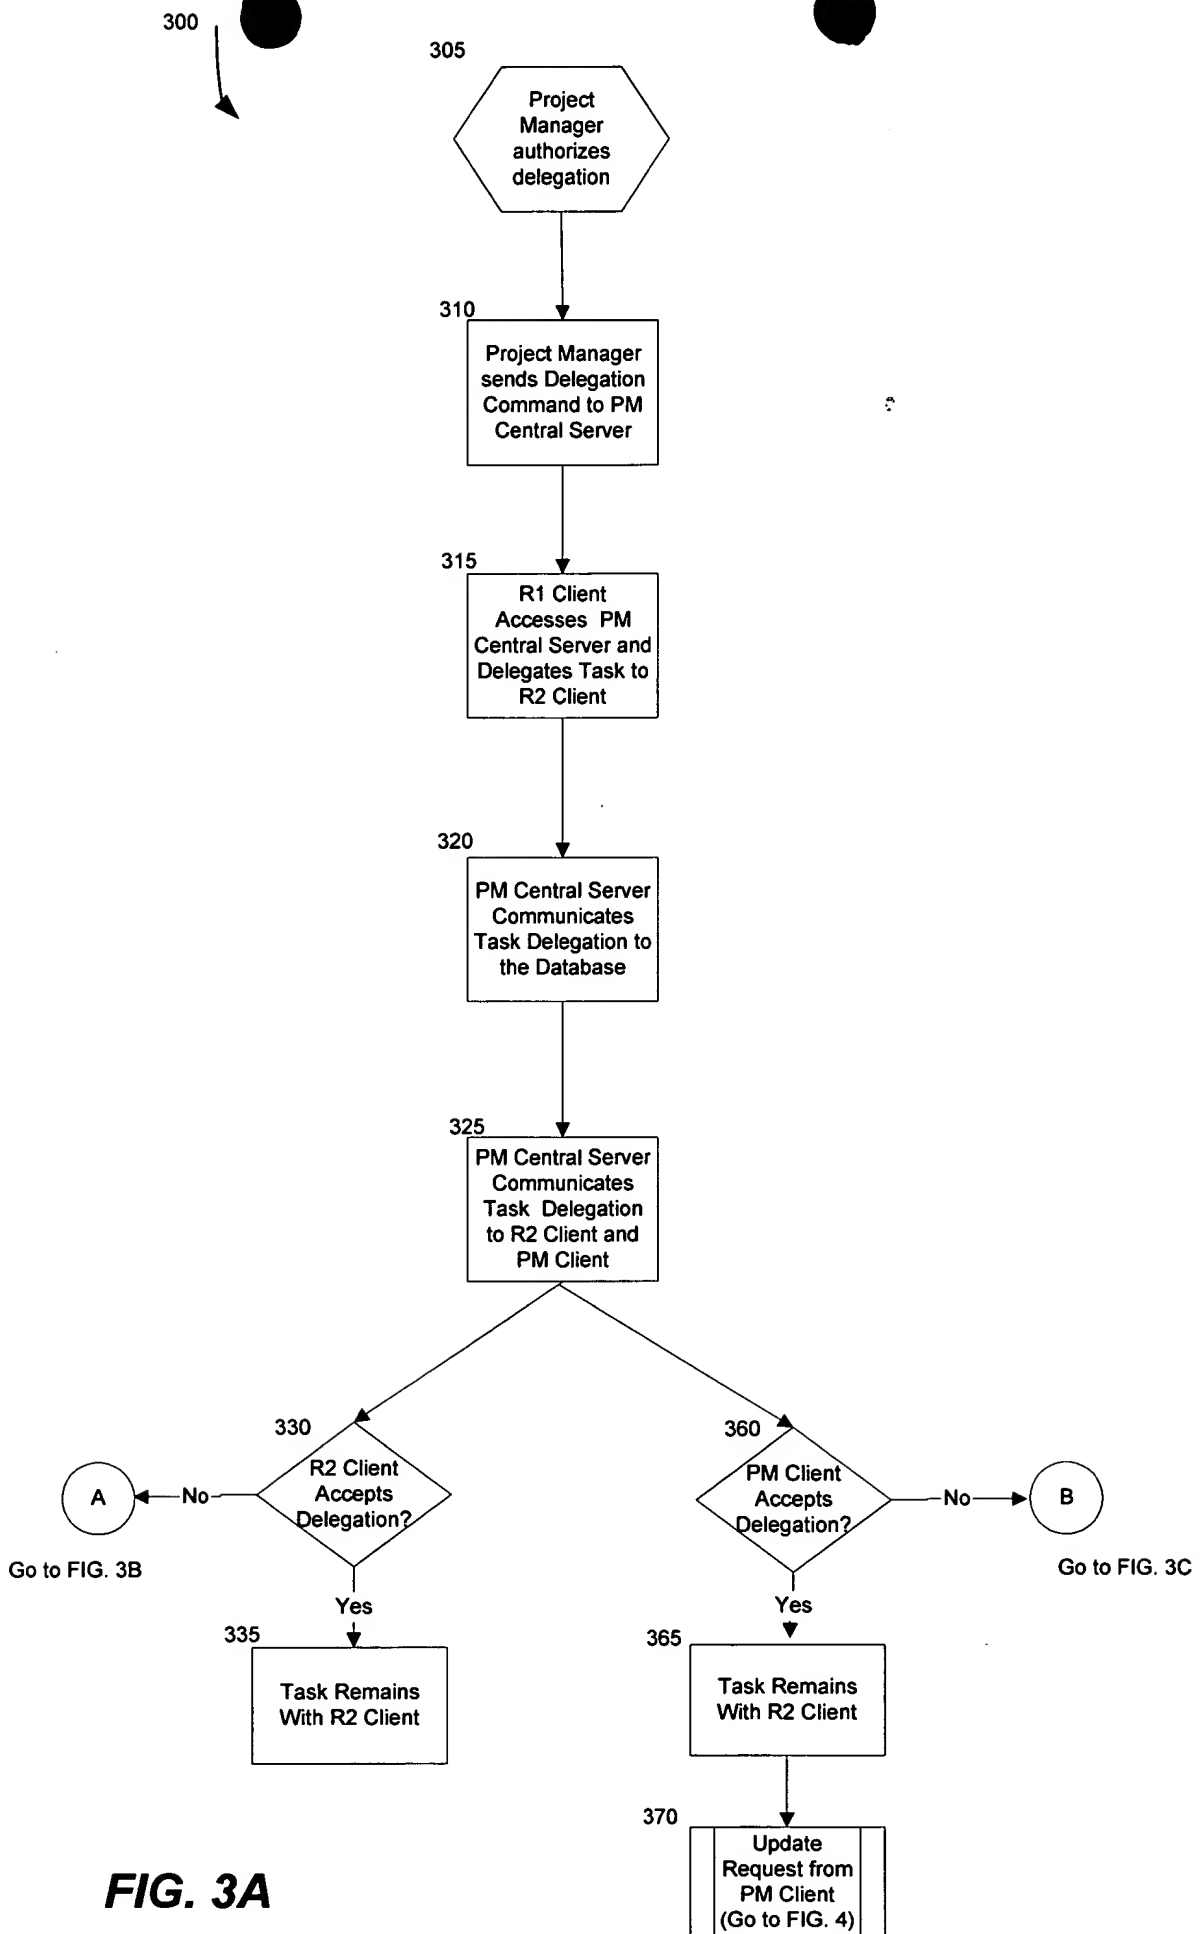 300
305
Project
Manager
authorizes
delegation
310
Project Manager
sends Delegation
Command to PM
Central Server
315
R1 Client
Accesses PM
Central Server and
Delegates Task to
R2 Client
320
PM Central Server
Communicates
Task Delegation to
the Database
325
PM Central Server
Communicates
Task Delegation
to R2 Client and
PM Client
330
R2 Client
Accepts
Delegation?
360
PM Client
Accepts
Delegation?
A
No
No
B
Go to FIG. 3B
Go to FIG. 3C
Yes
Yes
335
Task Remains
With R2 Client
365
Task Remains
With R2 Client
370
Update
Request from
PM Client
(Go to FIG. 4)
FIG. 3A